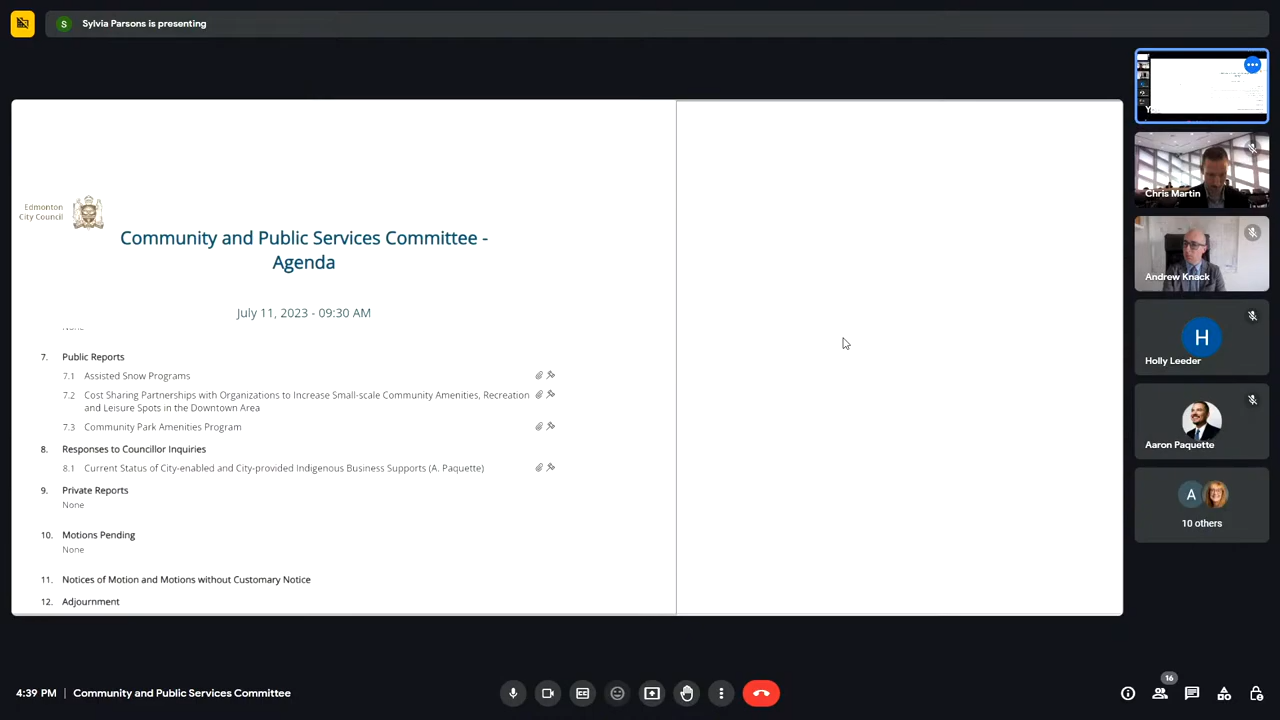 S Sylvia Parsons is presenting
Edmonton
City Council
Community and Public Services Committee -
Agenda
July 11, 2023 - 09:30 AM
None
7. Public Reports
7.1 Assisted Snow Programs
7.2 Cost Sharing Partnerships with Organizations to Increase Small-scale Community Amenities, Recreation
and Leisure Spots in the Downtown Area
7.3 Community Park Amenities Program
8. Responses to Councillor Inquiries
8.1 Current Status of City-enabled and City-provided Indigenous Business Supports (A. Paquette)
9. Private Reports
None
10. Motions Pending
None
11. Notices of Motion and Motions without Customary Notice
12. Adjournment
Chris Martin
Andrew Knack
H
Holly Leeder
Aaron Paquette
A
10 others
4:39 PM | Community and Public Services Committee
16